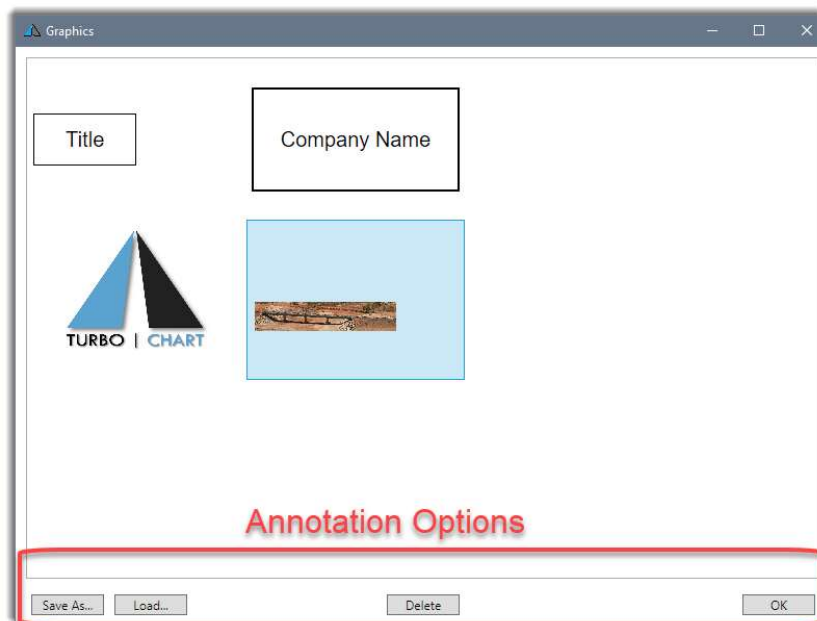 Graphics
Title
Company Name
TURBO | CHART
Annotation Options
Save As...
Load...
Delete
OK